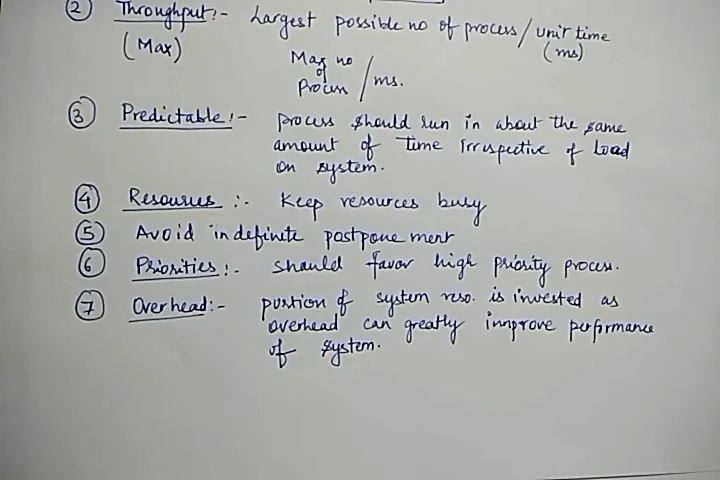 ② Throughput :- Largest possible no of process / unit time
(Max) (ms)
Max no of Process / ms.
③ Predictable :- process should run in about the same
amount of time irrespective of load
on system.
④ Resources :- Keep resources busy
⑤ Avoid indefinite postpone ment
⑥ Priorities :- should favor high priority process.
⑦ Overhead :- portion of system reso. is invested as
overhead can greatly improve performance
of system.